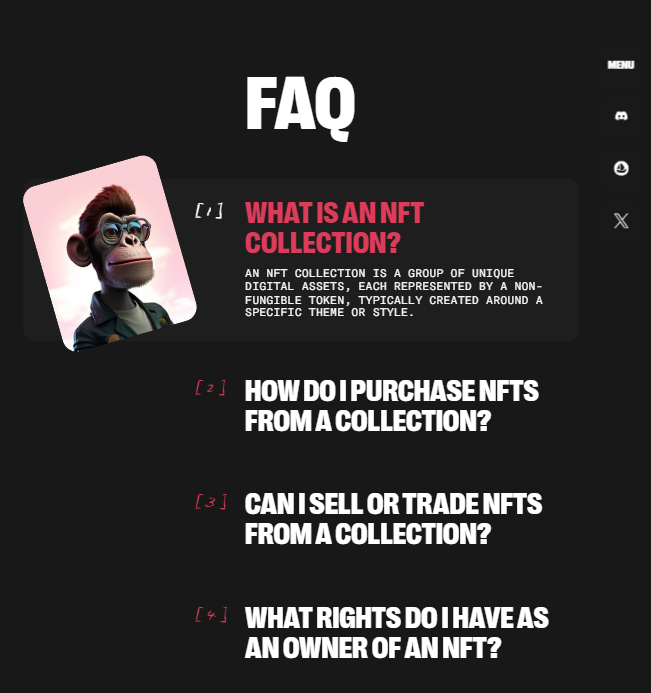 MENU
FAQ
[1]
WHAT IS AN NFT
COLLECTION?
AN NFT COLLECTION IS A GROUP OF UNIQUE
DIGITAL ASSETS, EACH REPRESENTED BY A NON-
FUNGIBLE TOKEN, TYPICALLY CREATED AROUND A
SPECIFIC THEME OR STYLE.
[2]
HOW DO I PURCHASE NFTS
FROM A COLLECTION?
[3]
CAN I SELL OR TRADE NFTS
FROM A COLLECTION?
[4]
WHAT RIGHTS DO I HAVE AS
AN OWNER OF AN NFT?